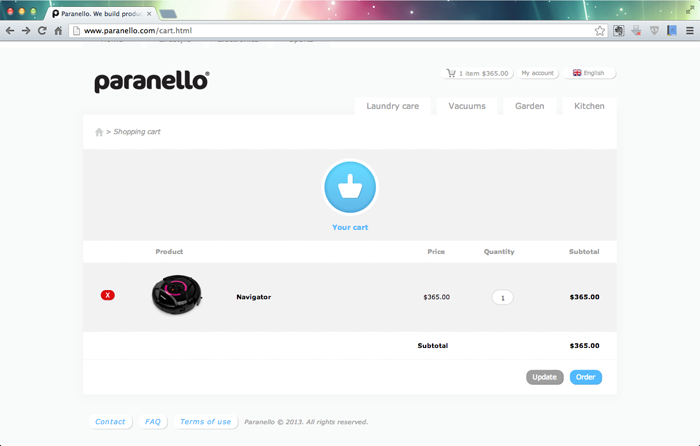 Paranello. We build produ
www.paranello.com/cart.html
paranello®
1 item $365.00
My account
English
Laundry care
Vacuums
Garden
Kitchen
> Shopping cart
Your cart
Product
Price
Quantity
Subtotal
X
Navigator
$365.00
1
$365.00
Subtotal
$365.00
Update
Order
Contact
FAQ
Terms of use
Paranello © 2013. All rights reserved.